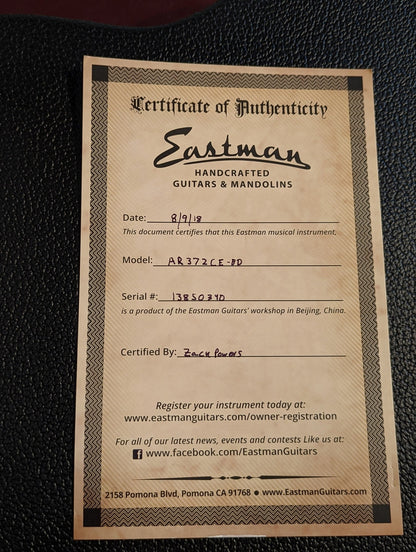 Certificate of Authenticity
Eastman
HANDCRAFTED
GUITARS & MANDOLINS
Date: 8/9/18
This document certifies that this Eastman musical instrument,
Model: AR372CE-BD
Serial #:
is a product of the Eastman Guitars' workshop in Beijing, China.
Certified By: Zach Powers
Register your instrument today at:
www.eastmanguitars.com/owner-registration
For all of our latest news, events and contests Like us at:
www.facebook.com/EastmanGuitars
2158 Pomona Blvd, Pomona CA 91768 ● www.EastmanGuitars.com